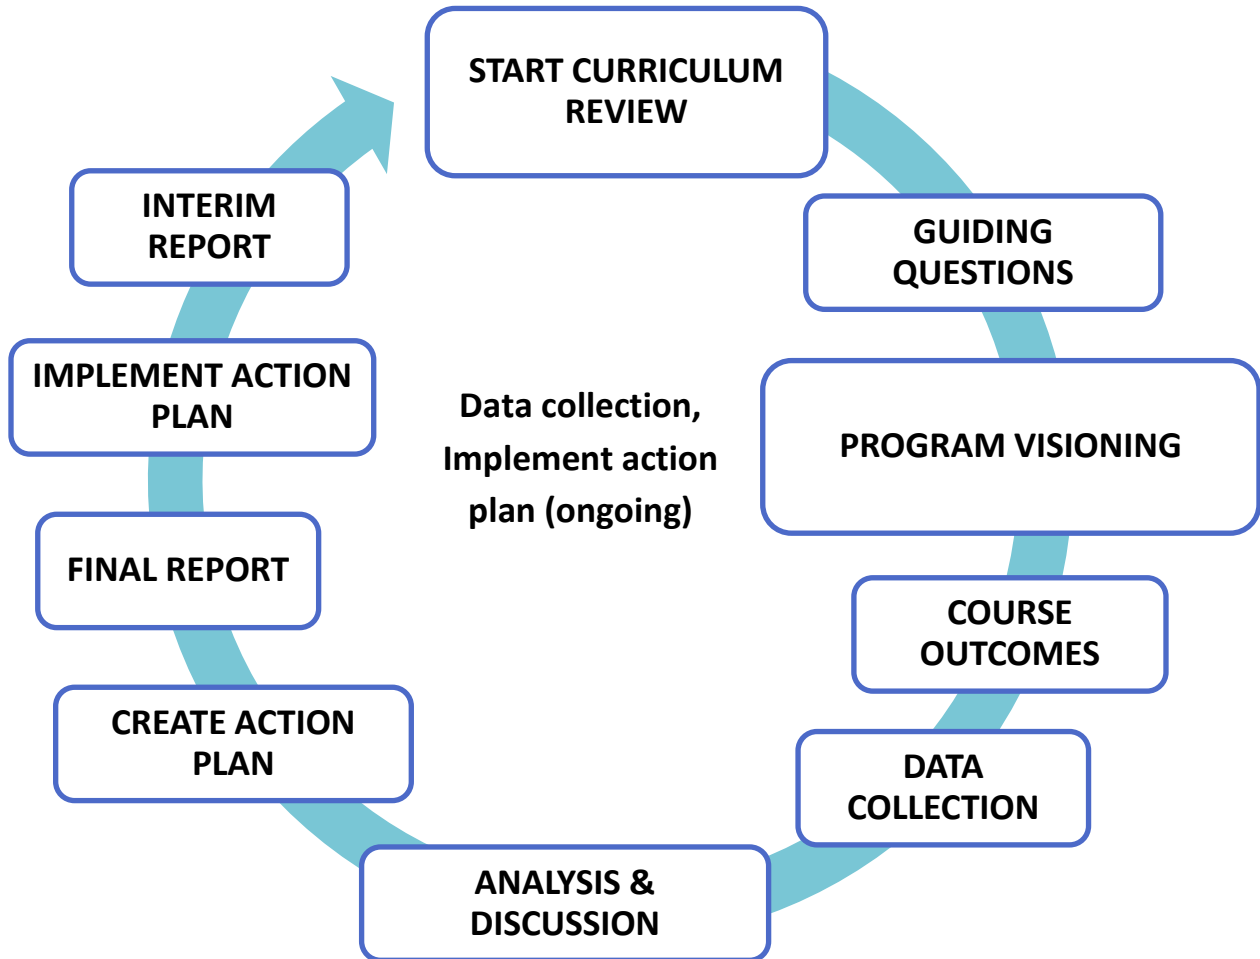 START CURRICULUM
REVIEW
GUIDING
QUESTIONS
PROGRAM VISIONING
COURSE
OUTCOMES
DATA
COLLECTION
ANALYSIS &
DISCUSSION
CREATE ACTION
PLAN
FINAL REPORT
IMPLEMENT ACTION
PLAN
INTERIM
REPORT
Data collection,
Implement action
plan (ongoing)